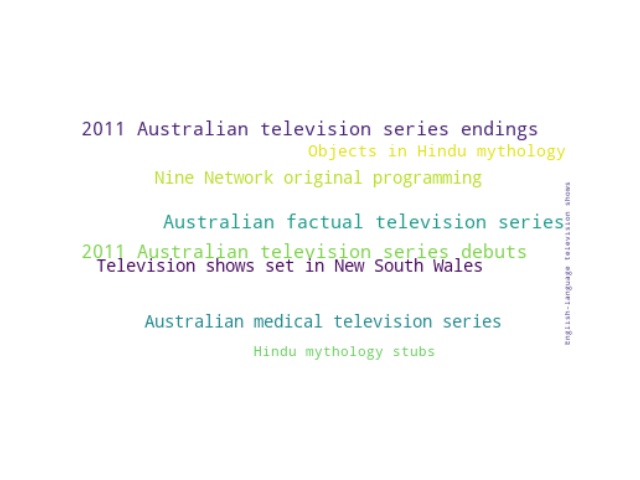 2011 Australian television series endings
Objects in Hindu mythology
Nine Network original programming
Australian factual television series
2011 Australian television series debuts
Television shows set in New South Wales
Australian medical television series
Hindu mythology stubs
English-language television shows